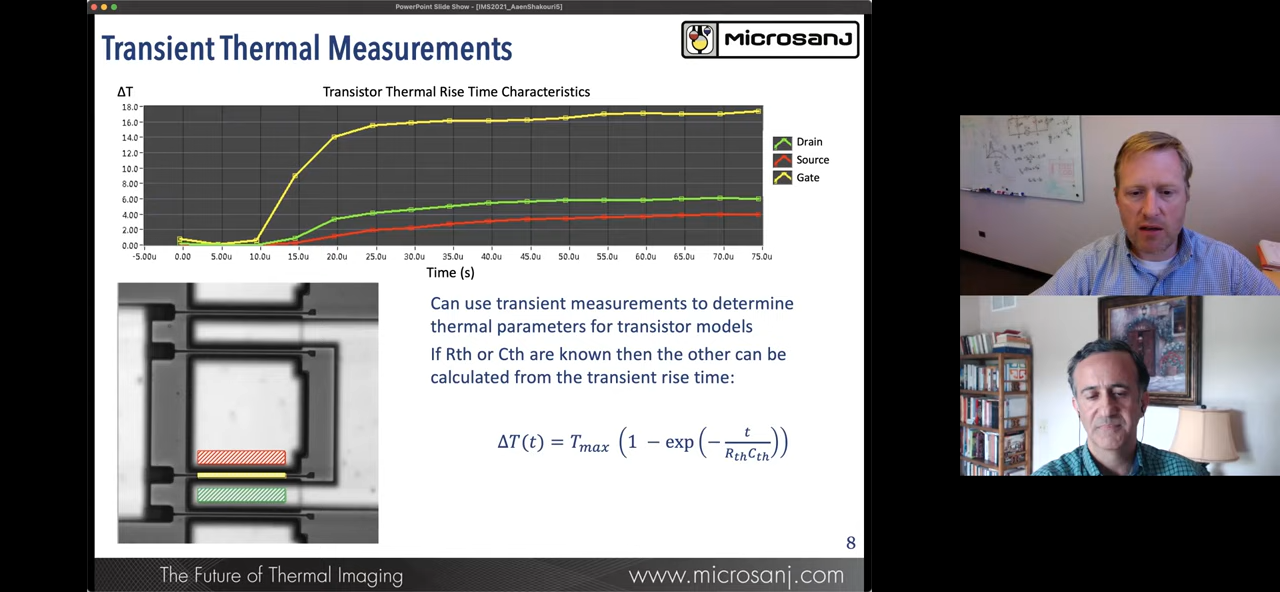 PowerPoint Slide Show - [IMS2021_AaenShakouri5]
Transient Thermal Measurements
MICROSANJ
ΔT
Transistor Thermal Rise Time Characteristics
18.0
16.0
14.0
12.0
10.0
8.00
6.00
4.00
2.00
0.00
-5.00u 0.00 5.00u 10.0u 15.0u 20.0u 25.0u 30.0u 35.0u 40.0u 45.0u 50.0u 55.0u 60.0u 65.0u 70.0u 75.0u
Time (s)
Drain
Source
Gate
Can use transient measurements to determine
thermal parameters for transistor models
If Rth or Cth are known then the other can be
calculated from the transient rise time:
ΔT(t) = T_max (1 − exp(−t/(R_th C_th)))
8
The Future of Thermal Imaging
www.microsanj.com